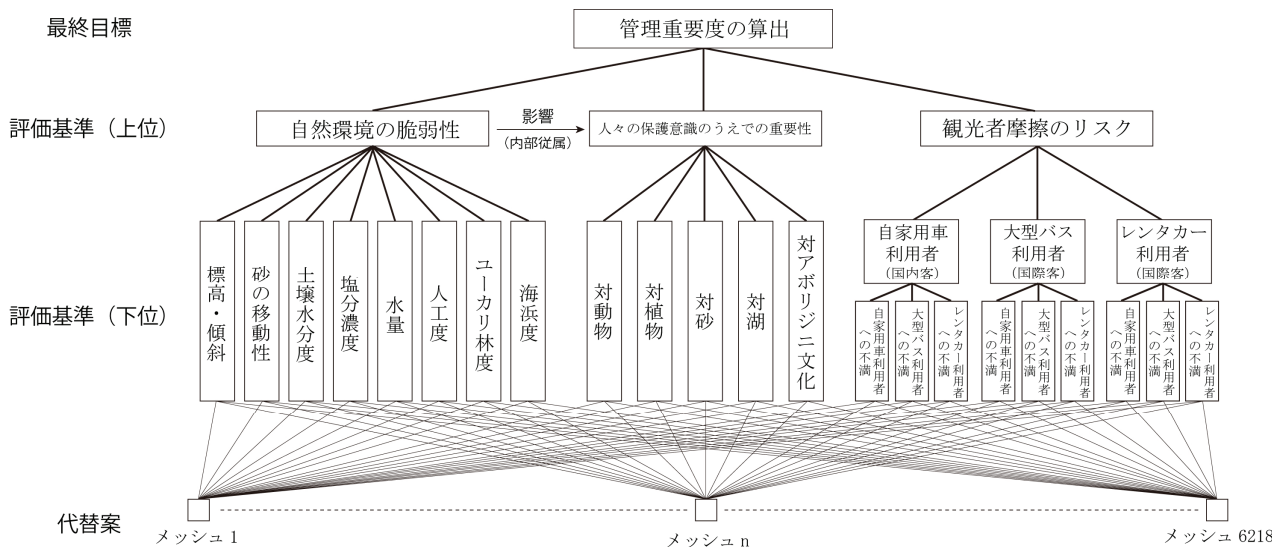 最終目標
管理重要度の算出
評価基準（上位）
自然環境の脆弱性
影響
（内部従属）
人々の保護意識のうえでの重要性
観光者摩擦のリスク
評価基準（下位）
標高・傾斜
砂の移動性
土壌水分度
塩分濃度
水量
人工度
ユーカリ林度
海浜度
対動物
対植物
対砂
対湖
対アボリジニ文化
自家用車
利用者
（国内客）
自家用車利用者
への不満
大型バス利用者
への不満
レンタカー利用者
への不満
大型バス
利用者
（国際客）
自家用車利用者
への不満
大型バス利用者
への不満
レンタカー利用者
への不満
レンタカー
利用者
（国際客）
自家用車利用者
への不満
大型バス利用者
への不満
レンタカー利用者
への不満
代替案
メッシュ 1
メッシュ n
メッシュ 6218